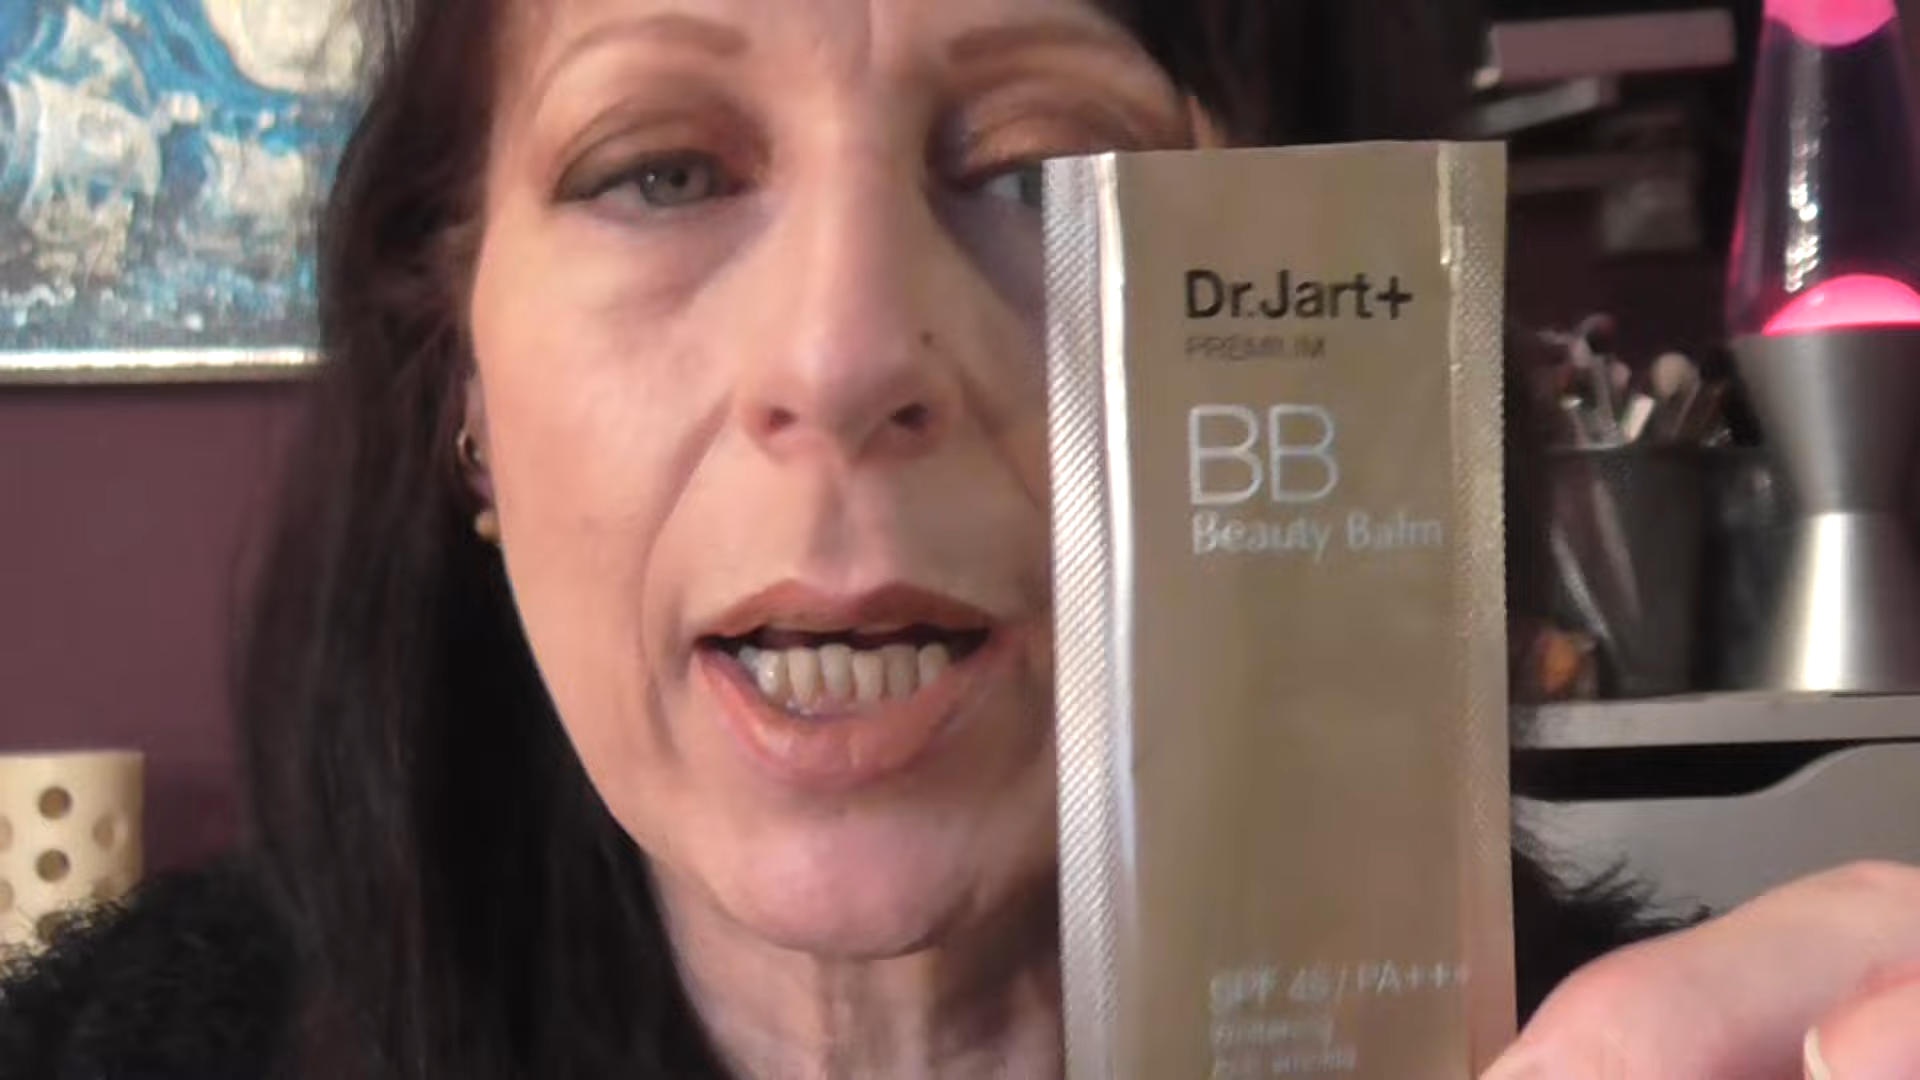 Dr.Jart+
PREMIUM
BB
Beauty Balm
SPF 45 / PA+++